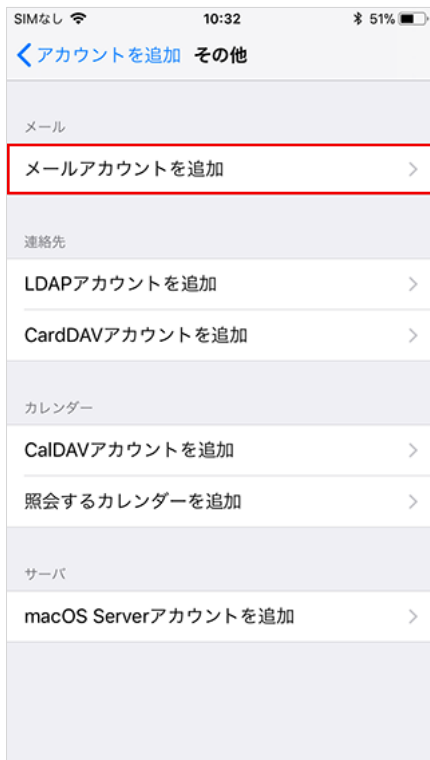 SIMなし 10:32 51%
アカウントを追加 その他
メール
メールアカウントを追加
連絡先
LDAPアカウントを追加
CardDAVアカウントを追加
カレンダー
CalDAVアカウントを追加
照会するカレンダーを追加
サーバ
macOS Serverアカウントを追加